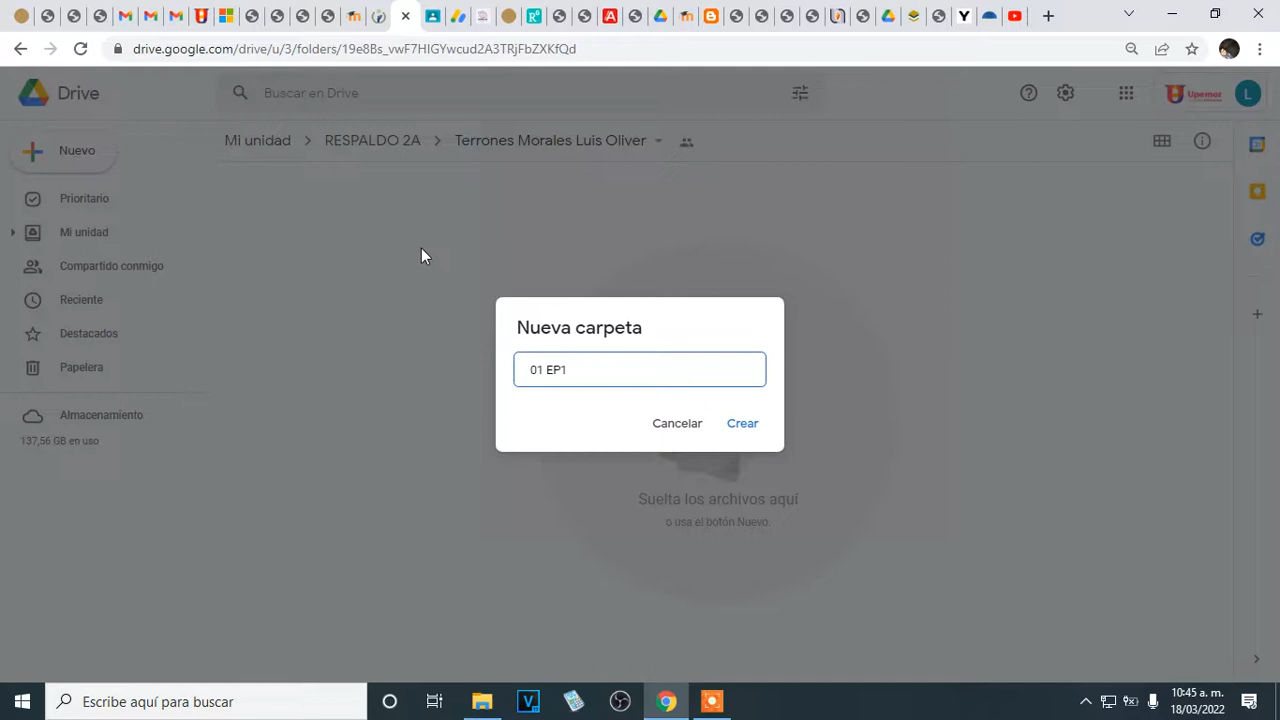 drive.google.com/drive/u/3/folders/19e8Bs_vwF7HIGYwcud2A3TRjFbZXKfQd
Drive
Buscar en Drive
Upemor
L
Nuevo
Mi unidad
RESPALDO 2A
Terrones Morales Luis Oliver
Prioritario
Mi unidad
Compartido conmigo
Reciente
Destacados
Papelera
Almacenamiento
137,56 GB en uso
Nueva carpeta
01 EP1
Cancelar
Crear
Suelta los archivos aquí
o usa el botón Nuevo.
Escribe aquí para buscar
10:45 a. m.
18/03/2022